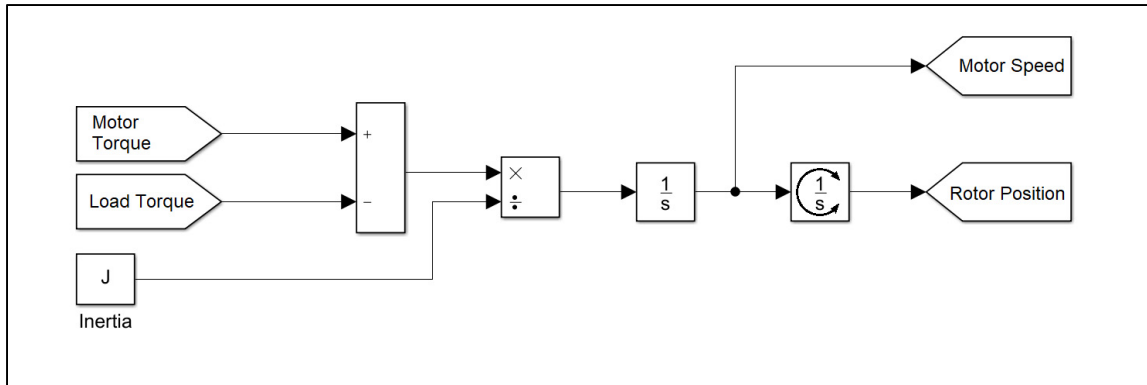 Motor Speed
Motor
Torque
+
×
1
s
1
s
Load Torque
−
÷
Rotor Position
J
Inertia